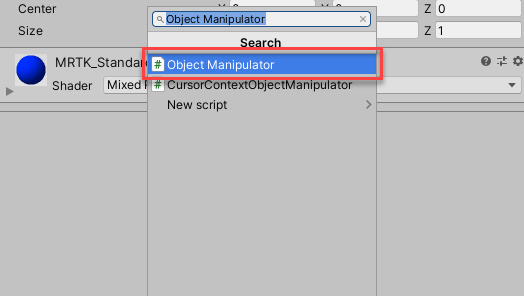 Center
Z 0
Size
Z 1
Object Manipulator
Search
Object Manipulator
MRTK_Standard
Shader Mixed
CursorContextObjectManipulator
New script